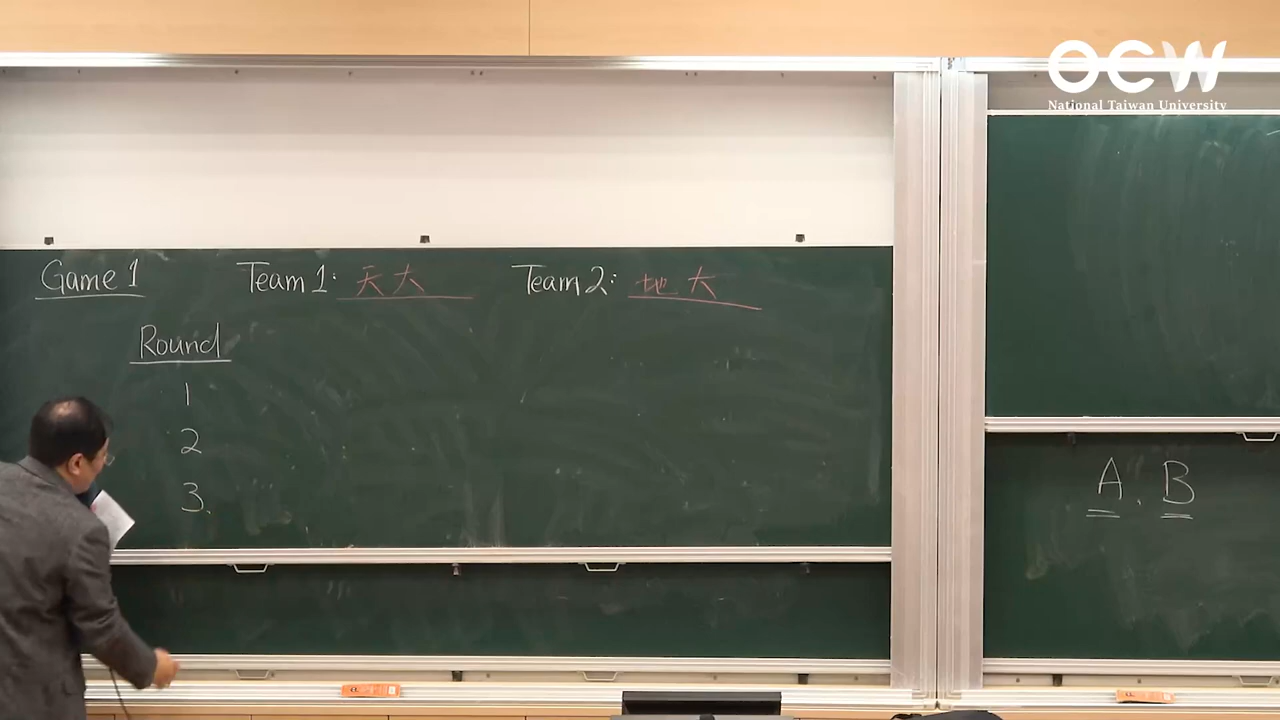 OCW
National Taiwan University
Game 1 Team 1: 天大 Team 2: 地大
Round
1
2
3.
A. B